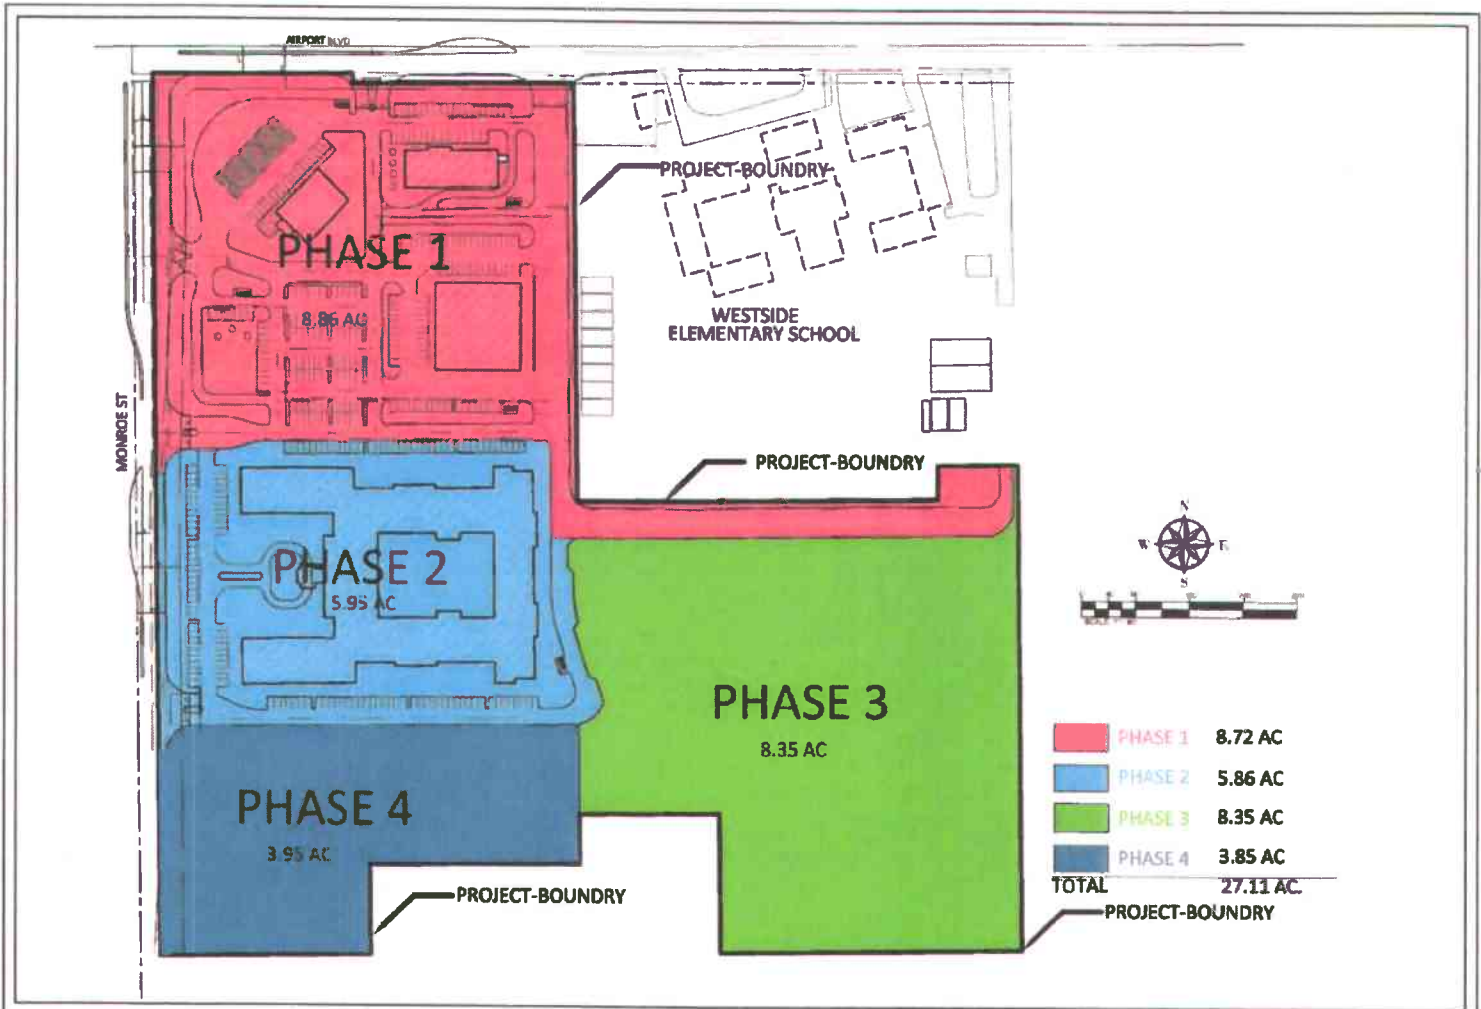 AIRPORT BLVD
PROJECT-BOUNDRY
PHASE 1
8.86 AC
WESTSIDE
ELEMENTARY SCHOOL
MONROE ST
PROJECT-BOUNDRY
N
W
E
S
PHASE 2
5.95 AC
PHASE 3
8.35 AC
PHASE 1 8.72 AC
PHASE 2 5.86 AC
PHASE 3 8.35 AC
PHASE 4 3.85 AC
TOTAL 27.11 AC.
PHASE 4
3.95 AC
PROJECT-BOUNDRY
PROJECT-BOUNDRY